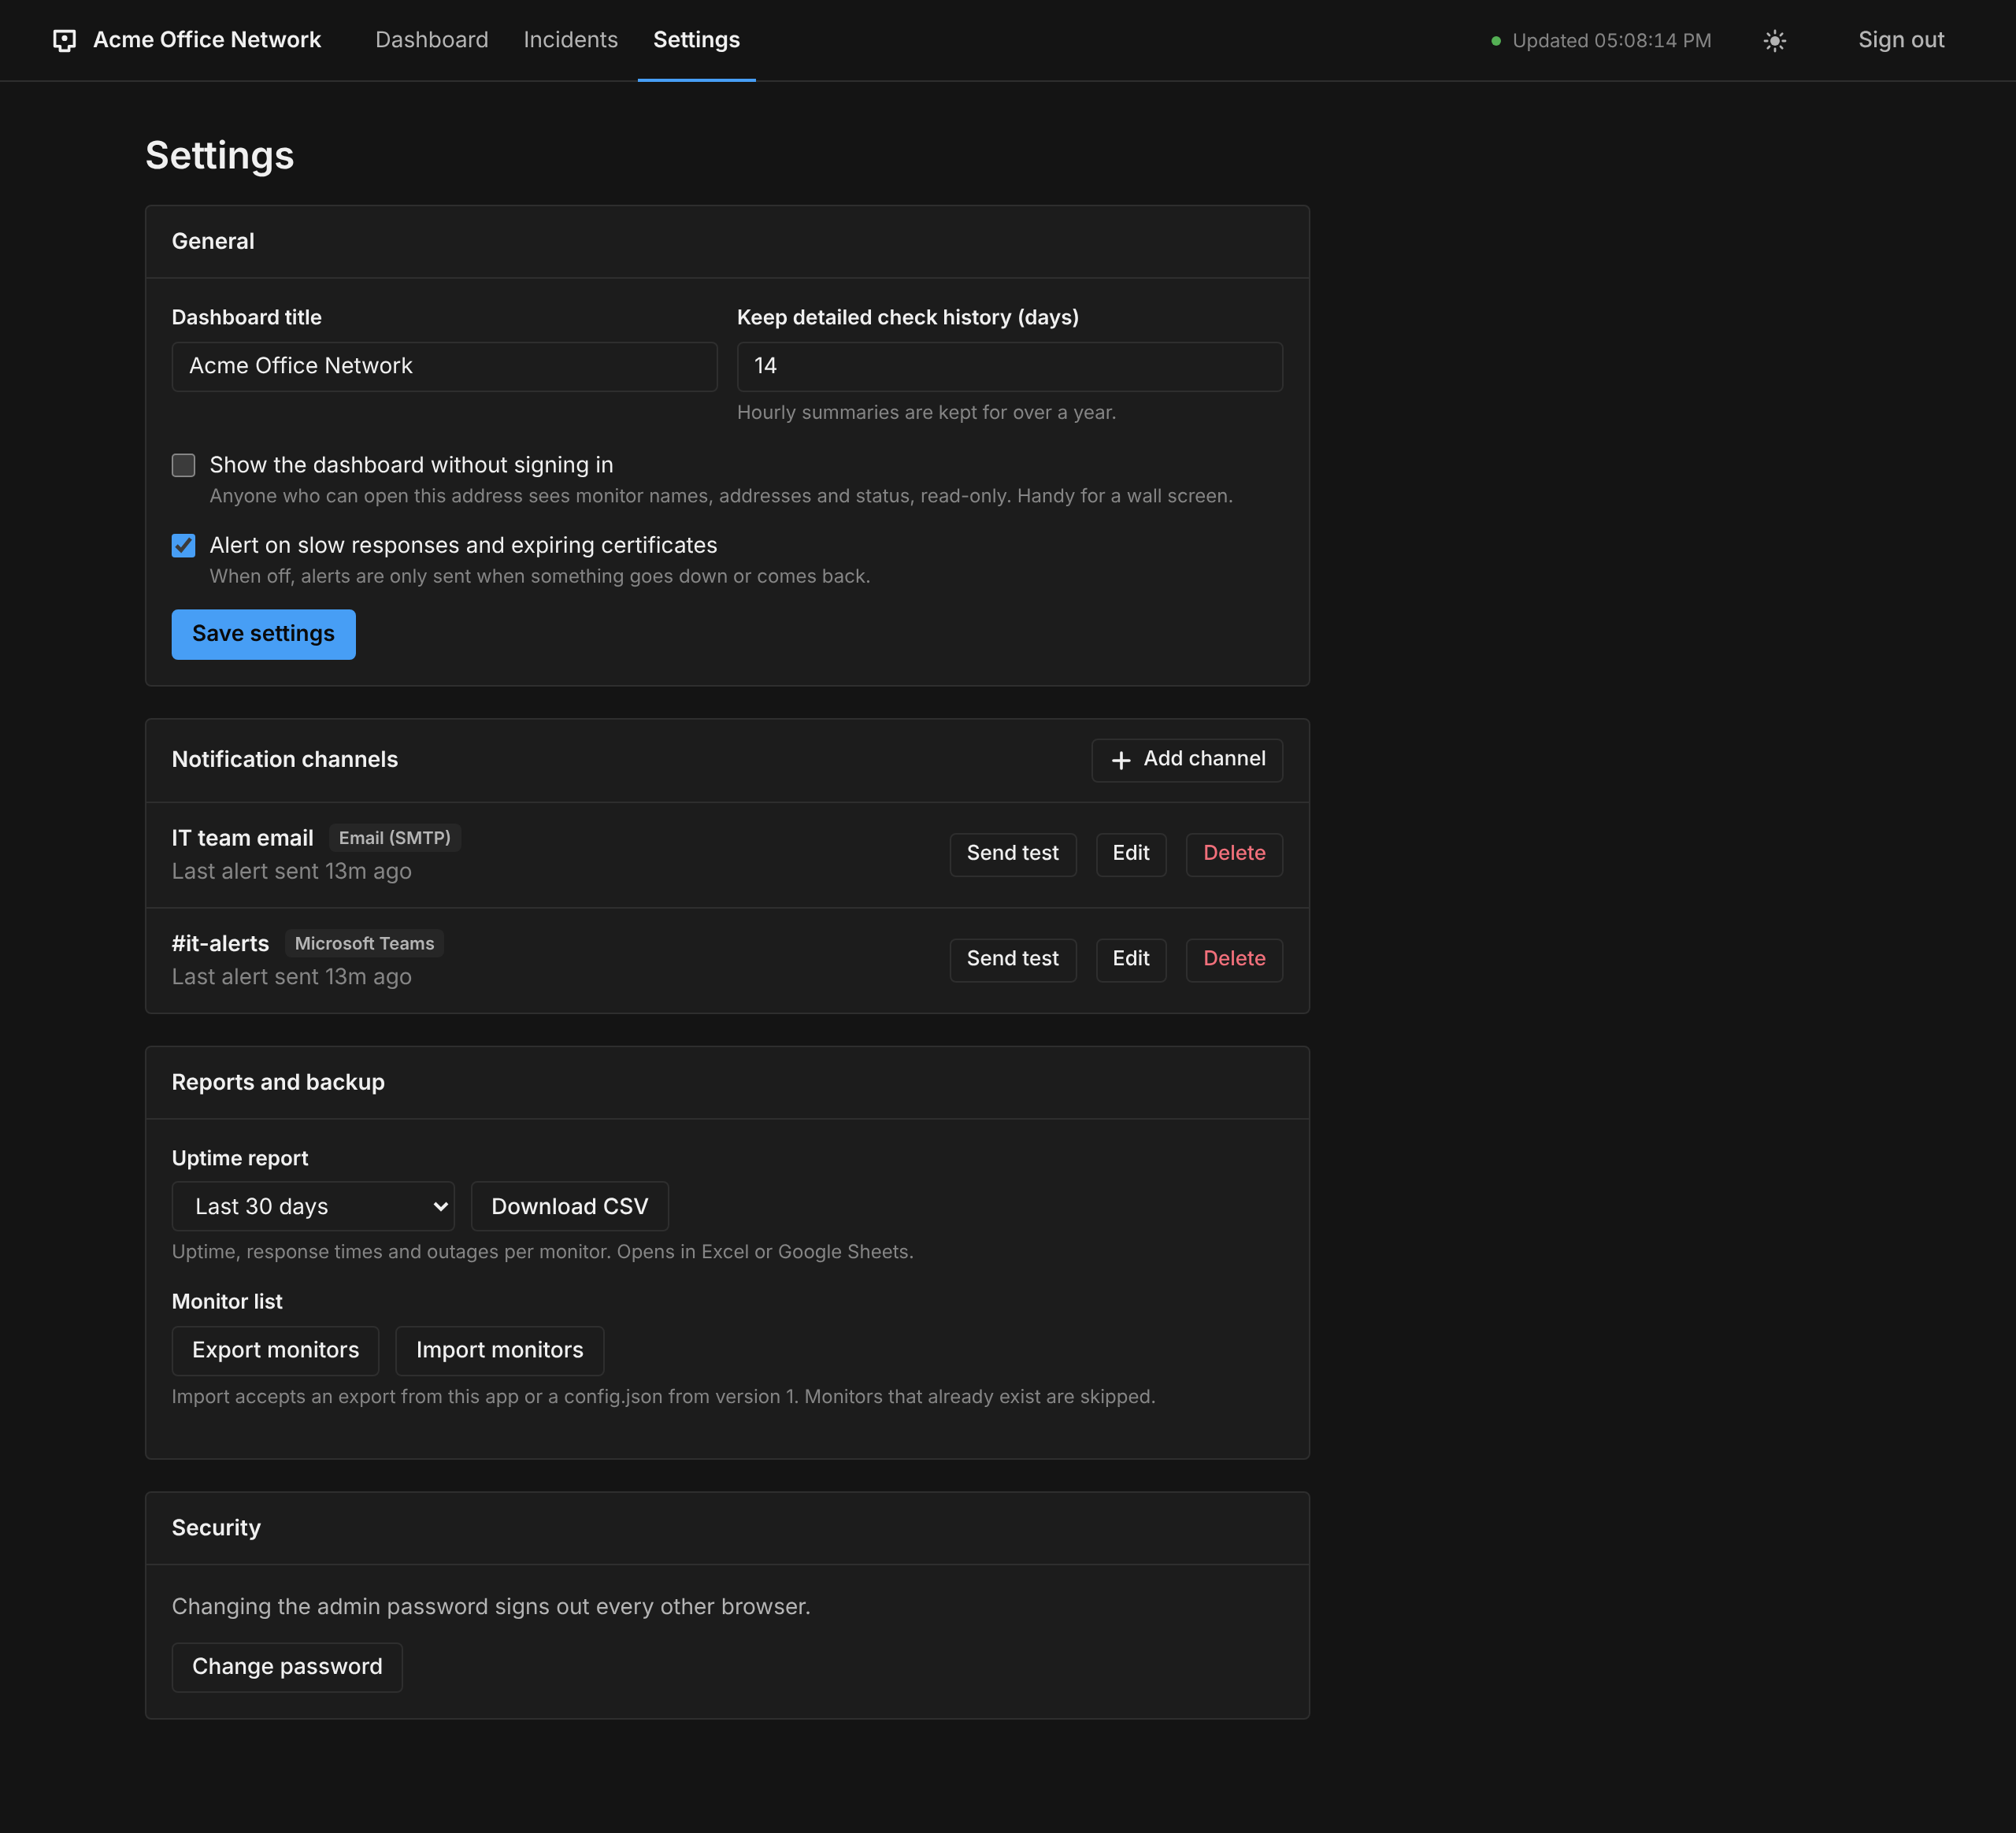 Acme Office Network Dashboard Incidents Settings Updated 05:08:14 PM Sign out
Settings
General
Dashboard title
Acme Office Network
Keep detailed check history (days)
14
Hourly summaries are kept for over a year.
Show the dashboard without signing in
Anyone who can open this address sees monitor names, addresses and status, read-only. Handy for a wall screen.
Alert on slow responses and expiring certificates
When off, alerts are only sent when something goes down or comes back.
Save settings
Notification channels
Add channel
IT team email Email (SMTP)
Last alert sent 13m ago
Send test Edit Delete
#it-alerts Microsoft Teams
Last alert sent 13m ago
Send test Edit Delete
Reports and backup
Uptime report
Last 30 days Download CSV
Uptime, response times and outages per monitor. Opens in Excel or Google Sheets.
Monitor list
Export monitors Import monitors
Import accepts an export from this app or a config.json from version 1. Monitors that already exist are skipped.
Security
Changing the admin password signs out every other browser.
Change password